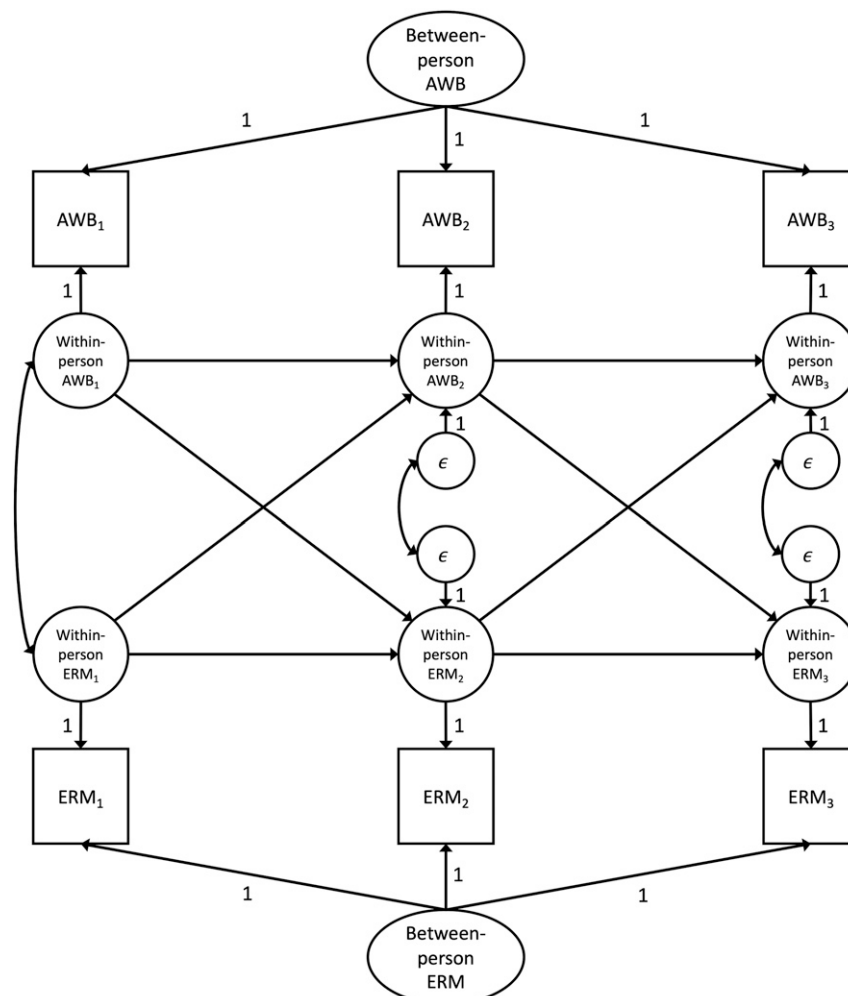 Between-
person
AWB
1
1
1
AWB₁
AWB₂
AWB₃
1
1
1
Within-
person
AWB₁
Within-
person
AWB₂
Within-
person
AWB₃
1
1
ϵ
ϵ
ϵ
ϵ
1
1
Within-
person
ERM₁
Within-
person
ERM₂
Within-
person
ERM₃
1
1
1
ERM₁
ERM₂
ERM₃
1
1
1
Between-
person
ERM